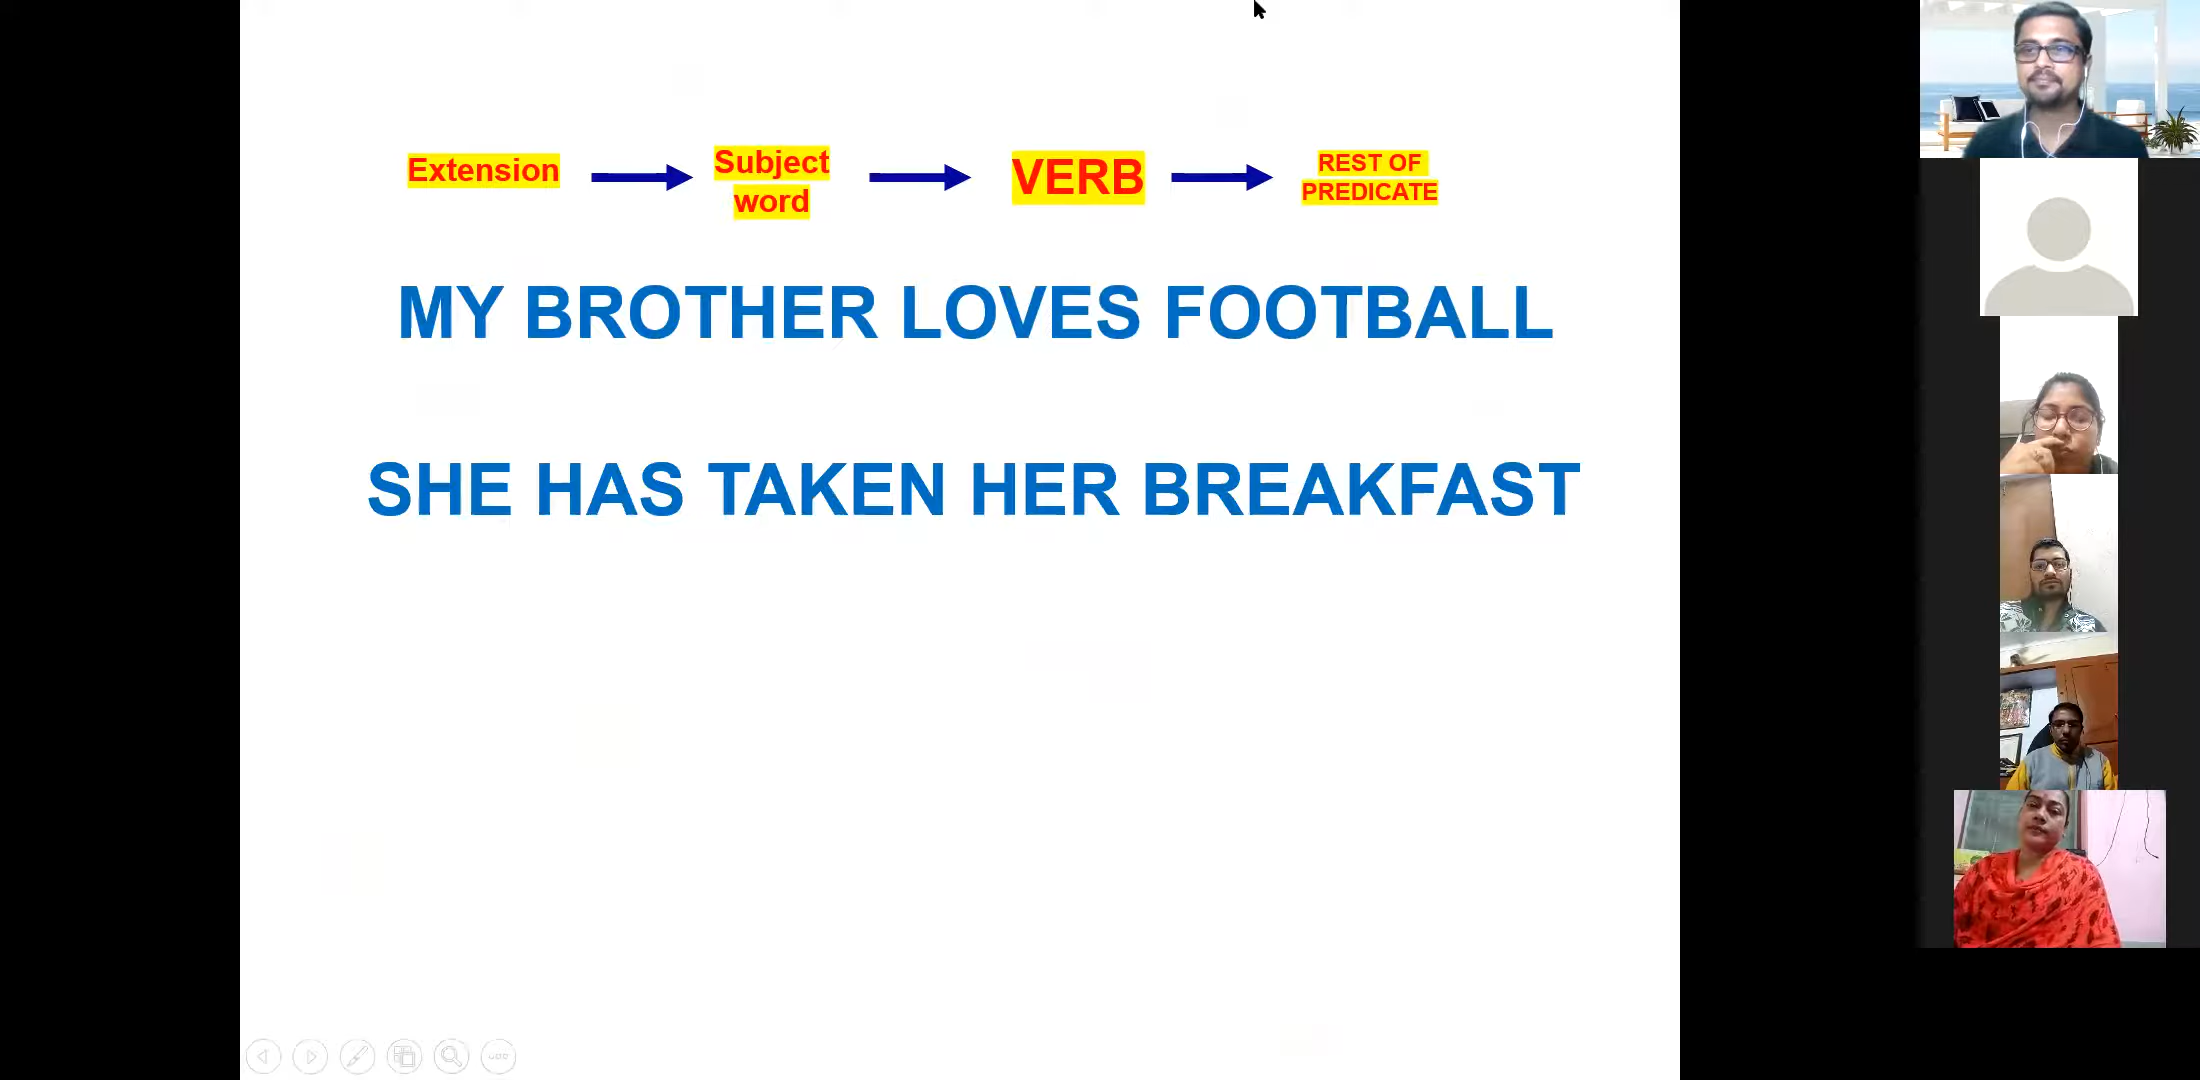 Extension
Subject
word
VERB
REST OF
PREDICATE
MY BROTHER LOVES FOOTBALL
SHE HAS TAKEN HER BREAKFAST